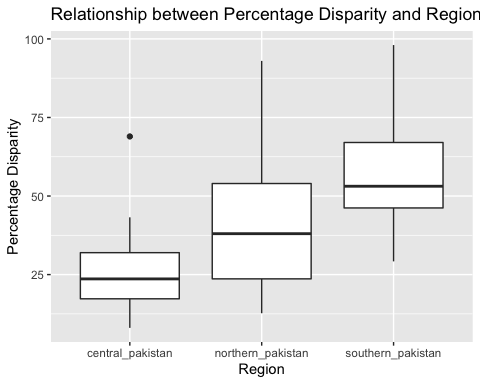 Relationship between Percentage Disparity and Region
Percentage Disparity
100
75
50
25
central_pakistan northern_pakistan southern_pakistan
Region